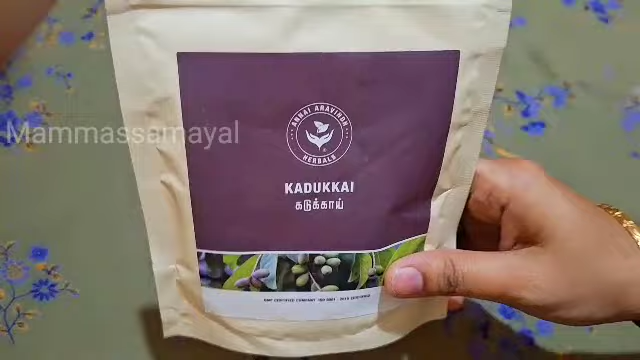 Mammassamayal
ANNAI ARAVINDH
HERBALS
KADUKKAI
கடுக்காய்